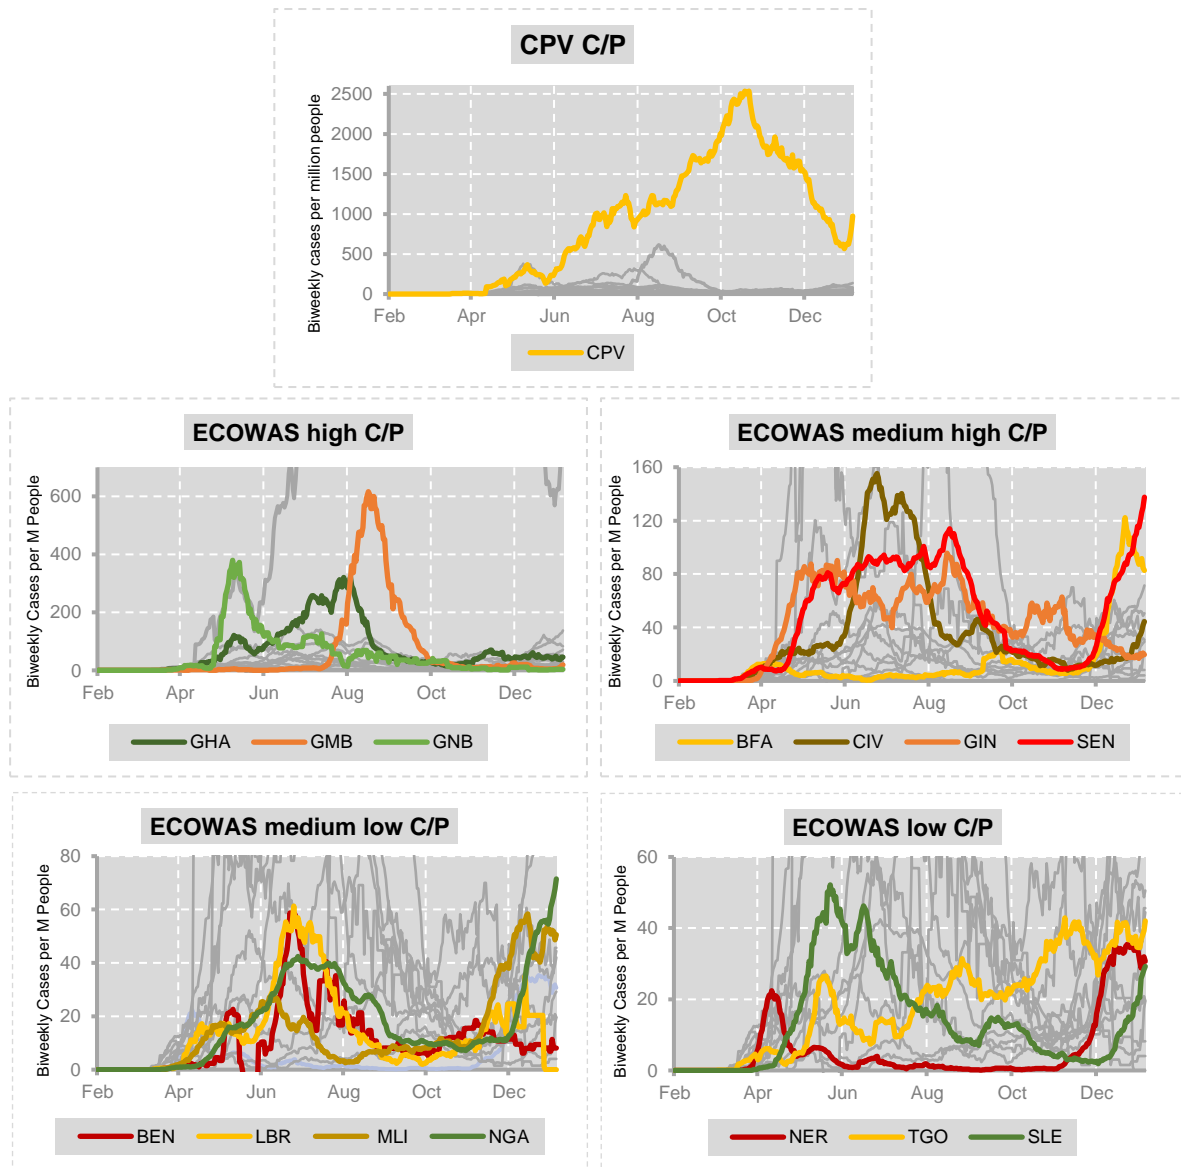 CPV C/P
Biweekly cases per million people
2500
2000
1500
1000
500
0
Feb Apr Jun Aug Oct Dec
CPV
ECOWAS high C/P
Biweekly Cases per M People
600
400
200
0
Feb Apr Jun Aug Oct Dec
GHA GMB GNB
ECOWAS medium high C/P
Biweekly Cases per M People
160
120
80
40
0
Feb Apr Jun Aug Oct Dec
BFA CIV GIN SEN
ECOWAS medium low C/P
Biweekly Cases per M People
80
60
40
20
0
Feb Apr Jun Aug Oct Dec
BEN LBR MLI NGA
ECOWAS low C/P
Biweekly Cases per M People
60
40
20
0
Feb Apr Jun Aug Oct Dec
NER TGO SLE